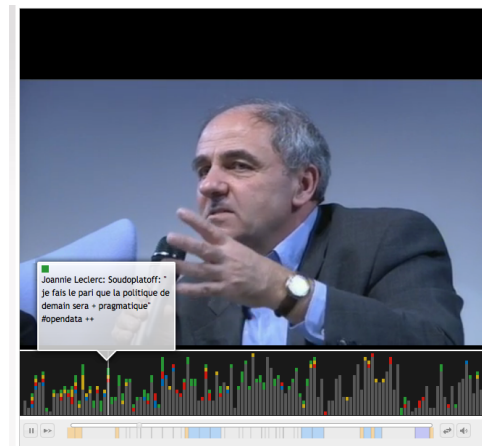 Joannie Leclerc: Soudoplatoff: "
je fais le pari que la politique de
demain sera + pragmatique"
#opendata ++